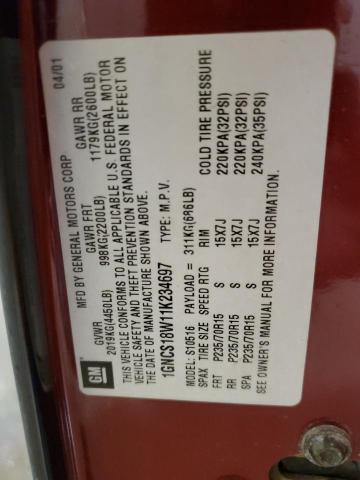 GM
MFD BY GENERAL MOTORS CORP 04/01
GVWR GAWR FRT GAWR RR
2019KG(4450LB) 998KG(2200LB) 1179KG(2600LB)
THIS VEHICLE CONFORMS TO ALL APPLICABLE U.S. FEDERAL MOTOR
VEHICLE SAFETY AND THEFT PREVENTION STANDARDS IN EFFECT ON
THE DATE OF MANUFACTURE SHOWN ABOVE.
1GNCS18W11K234697 TYPE: M.P.V.
MODEL: S10516 PAYLOAD = 311KG(686LB)
SPAX TIRE SIZE SPEED RTG RIM COLD TIRE PRESSURE
FRT P235/70R15 S 15X7J 220KPA(32PSI)
RR P235/70R15 S 15X7J 220KPA(32PSI)
SPA P235/70R15 S 15X7J 240KPA(35PSI)
SEE OWNER'S MANUAL FOR MORE INFORMATION.